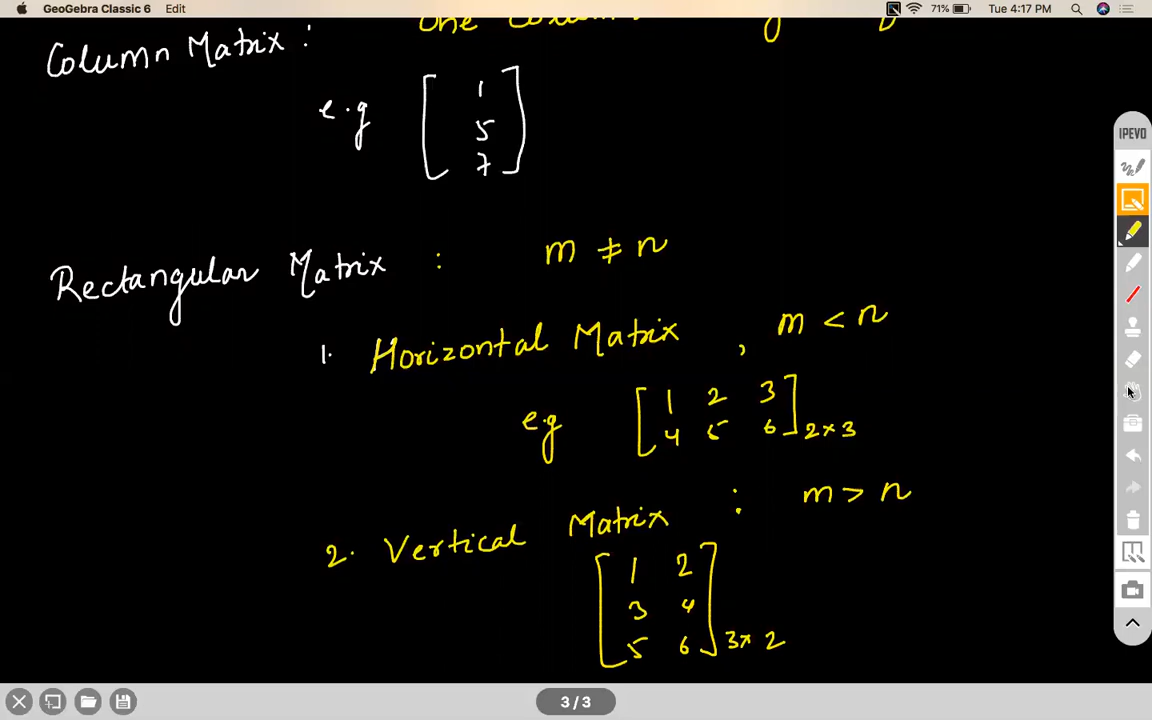 GeoGebra Classic 6 Edit 71% Tue 4:17 PM
one
Column Matrix :
e.g [ 1
5
7 ]
IPEVO
Rectangular Matrix : m ≠ n
1. Horizontal Matrix , m < n
e.g [ 1 2 3
4 5 6 ] 2×3
2. Vertical Matrix : m > n
[ 1 2
3 4
5 6 ] 3×2
3 / 3